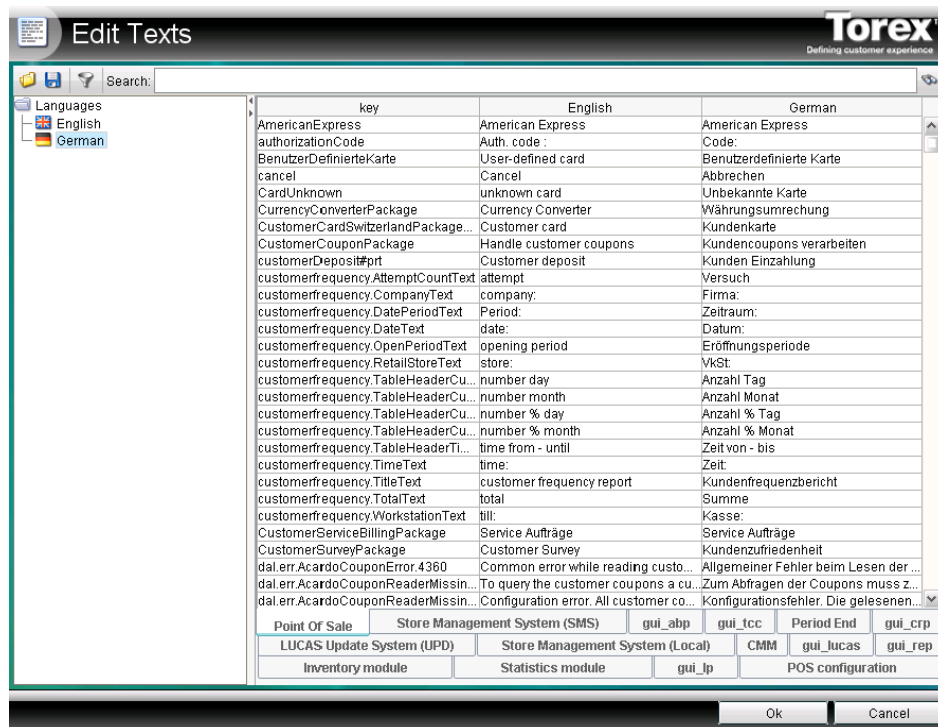 Edit Texts
Torex
Defining customer experience
Search:
Languages
English
German
key English German
AmericanExpress American Express American Express
authorizationCode Auth. code : Code:
BenutzerDefinierteKarte User-defined card Benutzerdefinierte Karte
cancel Cancel Abbrechen
CardUnknown unknown card Unbekannte Karte
CurrencyConverterPackage Currency Converter Währungsumrechung
CustomerCardSwitzerlandPackage... Customer card Kundenkarte
CustomerCouponPackage Handle customer coupons Kundencoupons verarbeiten
customerDeposit#prt Customer deposit Kunden Einzahlung
customerfrequency.AttemptCountText attempt Versuch
customerfrequency.CompanyText company: Firma:
customerfrequency.DatePeriodText Period: Zeitraum:
customerfrequency.DateText date: Datum:
customerfrequency.OpenPeriodText opening period Eröffnungsperiode
customerfrequency.RetailStoreText store: VkSt:
customerfrequency.TableHeaderCu... number day Anzahl Tag
customerfrequency.TableHeaderCu... number month Anzahl Monat
customerfrequency.TableHeaderCu... number % day Anzahl % Tag
customerfrequency.TableHeaderCu... number % month Anzahl % Monat
customerfrequency.TableHeaderTi... time from - until Zeit von - bis
customerfrequency.TimeText time: Zeit:
customerfrequency.TitleText customer frequency report Kundenfrequenzbericht
customerfrequency.TotalText total Summe
customerfrequency.WorkstationText till: Kasse:
CustomerServiceBillingPackage Service Aufträge Service Aufträge
CustomerSurveyPackage Customer Survey Kundenzufriedenheit
dal.err.AcardoCouponError.4360 Common error while reading custo... Allgemeiner Fehler beim Lesen der ...
dal.err.AcardoCouponReaderMissin... To query the customer coupons a cu... Zum Abfragen der Coupons muss z...
dal.err.AcardoCouponReaderMissin... Configuration error. All customer co... Konfigurationsfehler. Die gelesenen...
Point Of Sale Store Management System (SMS) gui_abp gui_tcc Period End gui_crp
LUCAS Update System (UPD) Store Management System (Local) CMM gui_lucas gui_rep
Inventory module Statistics module gui_lp POS configuration
Ok Cancel